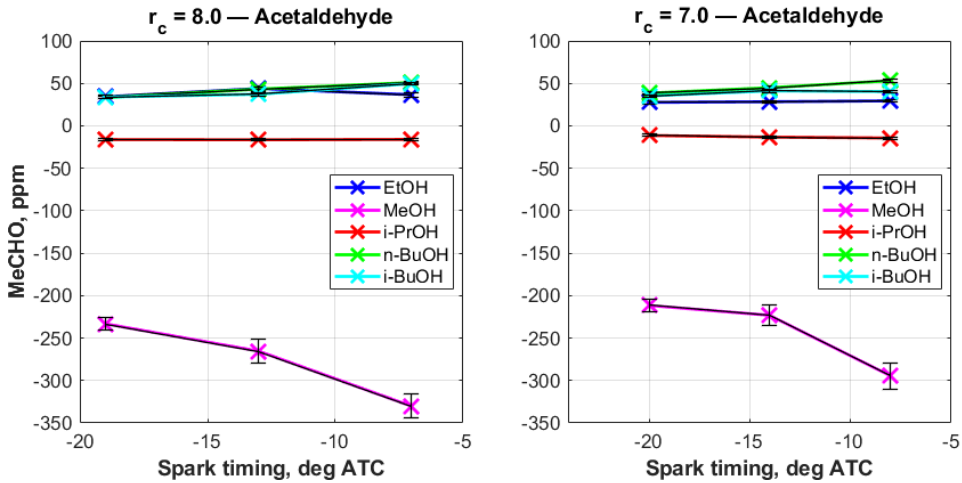 r_c = 8.0 — Acetaldehyde
MeCHO, ppm
100
50
0
-50
-100
-150
-200
-250
-300
-350
EtOH
MeOH
i-PrOH
n-BuOH
i-BuOH
-20
-15
-10
-5
Spark timing, deg ATC
r_c = 7.0 — Acetaldehyde
100
50
0
-50
-100
-150
-200
-250
-300
-350
EtOH
MeOH
i-PrOH
n-BuOH
i-BuOH
-20
-15
-10
-5
Spark timing, deg ATC